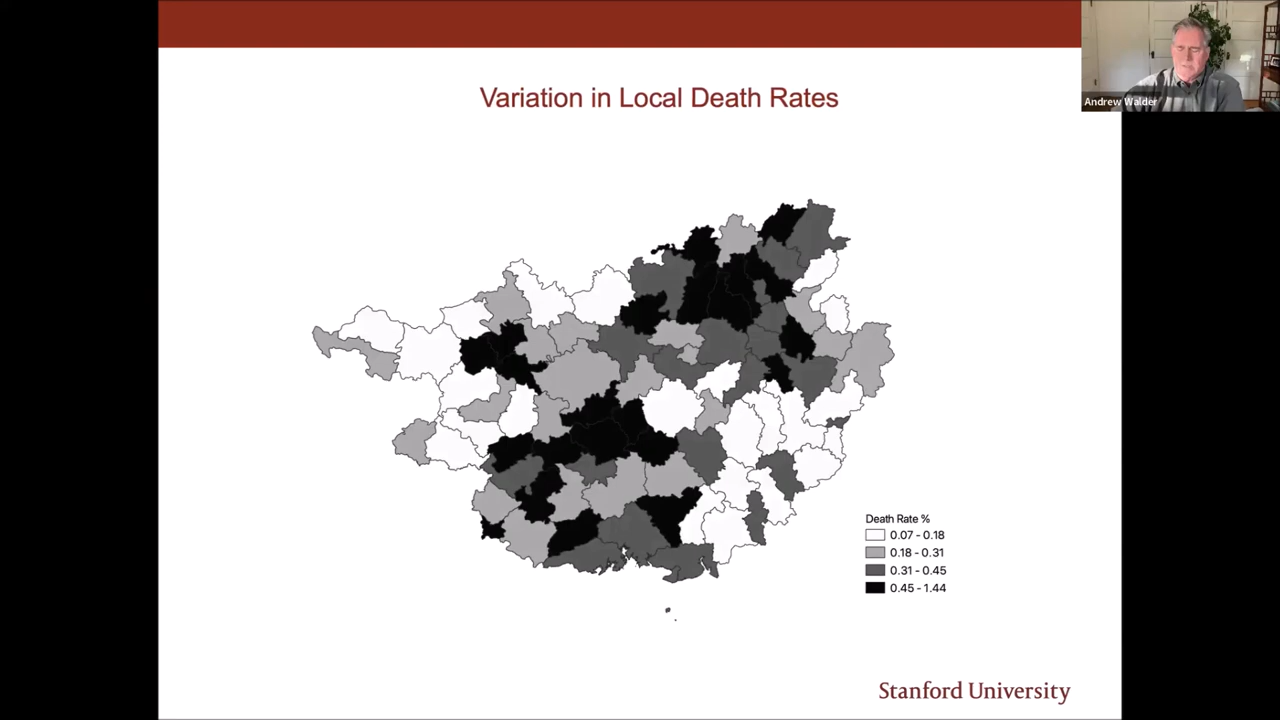 Variation in Local Death Rates
Andrew Walder
Death Rate %
0.07 - 0.18
0.18 - 0.31
0.31 - 0.45
0.45 - 1.44
Stanford University